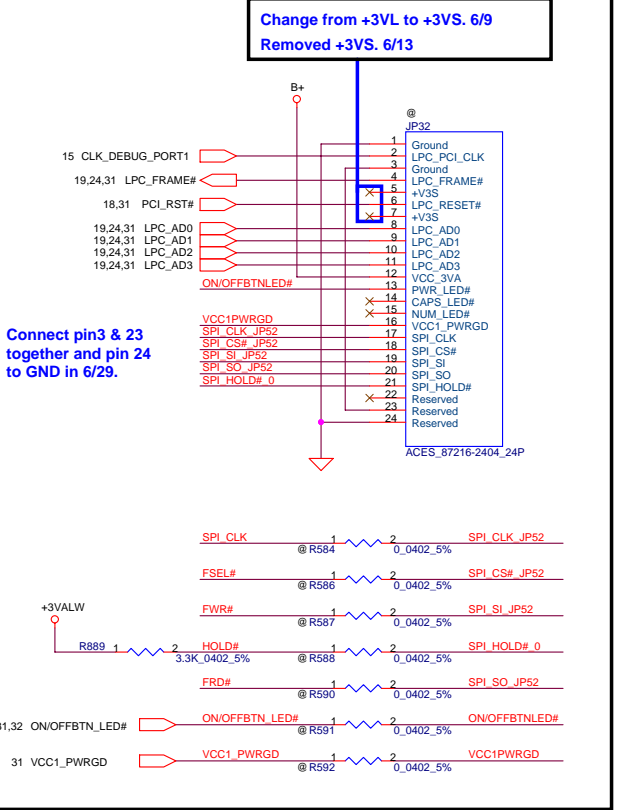 Change from +3VL to +3VS. 6/9
Removed +3VS. 6/13
B+
@
JP32
1 Ground
15 CLK_DEBUG_PORT1 2 LPC_PCI_CLK
3 Ground
19,24,31 LPC_FRAME# 4 LPC_FRAME#
5 +V3S
18,31 PCI_RST# 6 LPC_RESET#
7 +V3S
19,24,31 LPC_AD0 8 LPC_AD0
19,24,31 LPC_AD1 9 LPC_AD1
19,24,31 LPC_AD2 10 LPC_AD2
19,24,31 LPC_AD3 11 LPC_AD3
12 VCC_3VA
ON/OFFBTNLED# 13 PWR_LED#
14 CAPS_LED#
15 NUM_LED#
VCC1PWRGD 16 VCC1_PWRGD
SPI_CLK_JP52 17 SPI_CLK
SPI_CS#_JP52 18 SPI_CS#
SPI_SI_JP52 19 SPI_SI
SPI_SO_JP52 20 SPI_SO
SPI_HOLD#_0 21 SPI_HOLD#
22 Reserved
23 Reserved
24 Reserved
ACES_87216-2404_24P
Connect pin3 & 23
together and pin 24
to GND in 6/29.
SPI_CLK 1 2 SPI_CLK_JP52
@ R584 0_0402_5%
FSEL# 1 2 SPI_CS#_JP52
@ R586 0_0402_5%
FWR# 1 2 SPI_SI_JP52
@ R587 0_0402_5%
+3VALW
R889 1 2 HOLD# 1 2 SPI_HOLD#_0
3.3K_0402_5% @ R588 0_0402_5%
FRD# 1 2 SPI_SO_JP52
@ R590 0_0402_5%
31,32 ON/OFFBTN_LED# ON/OFFBTN_LED# 1 2 ON/OFFBTNLED#
@ R591 0_0402_5%
31 VCC1_PWRGD VCC1_PWRGD 1 2 VCC1PWRGD
@ R592 0_0402_5%